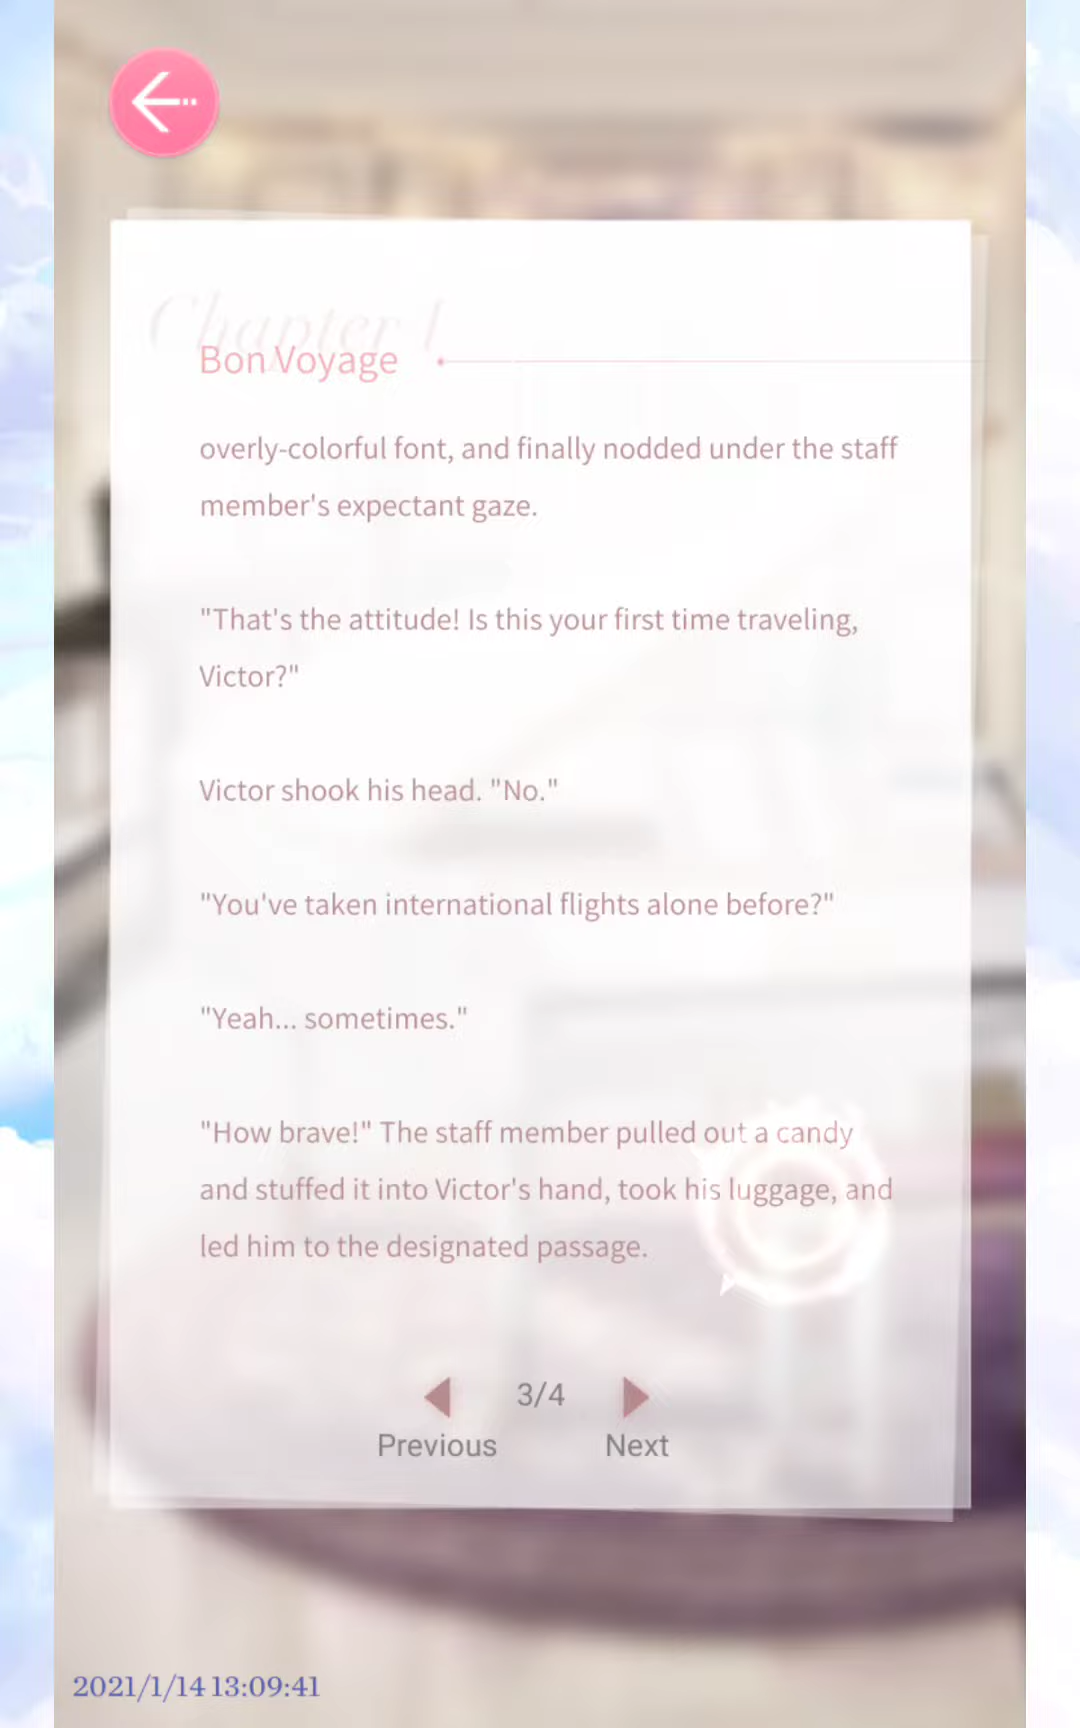 Chapter 1
Bon Voyage
overly-colorful font, and finally nodded under the staff
member's expectant gaze.
"That's the attitude! Is this your first time traveling,
Victor?"
Victor shook his head. "No."
"You've taken international flights alone before?"
"Yeah... sometimes."
"How brave!" The staff member pulled out a candy
and stuffed it into Victor's hand, took his luggage, and
led him to the designated passage.
3/4
Previous Next
2021/1/14 13:09:41